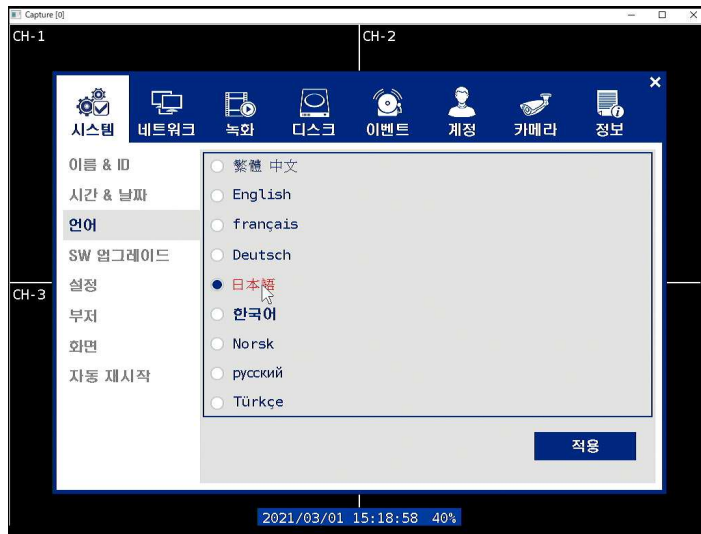 Capture [0]
CH-1
CH-2
시스템 네트워크 녹화 디스크 이벤트 계정 카메라 정보
이름 & ID
시간 & 날짜
언어
SW 업그레이드
설정
부저
화면
자동 재시작
繁體 中文
English
français
Deutsch
日本語
한국어
Norsk
русский
Türkçe
CH-3
적용
2021/03/01 15:18:58 40%